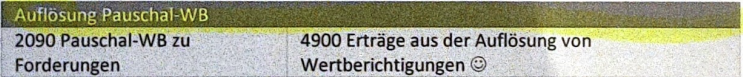 Auflösung Pauschal-WB
2090 Pauschal-WB zu Forderungen
4900 Erträge aus der Auflösung von Wertberichtigungen ☺